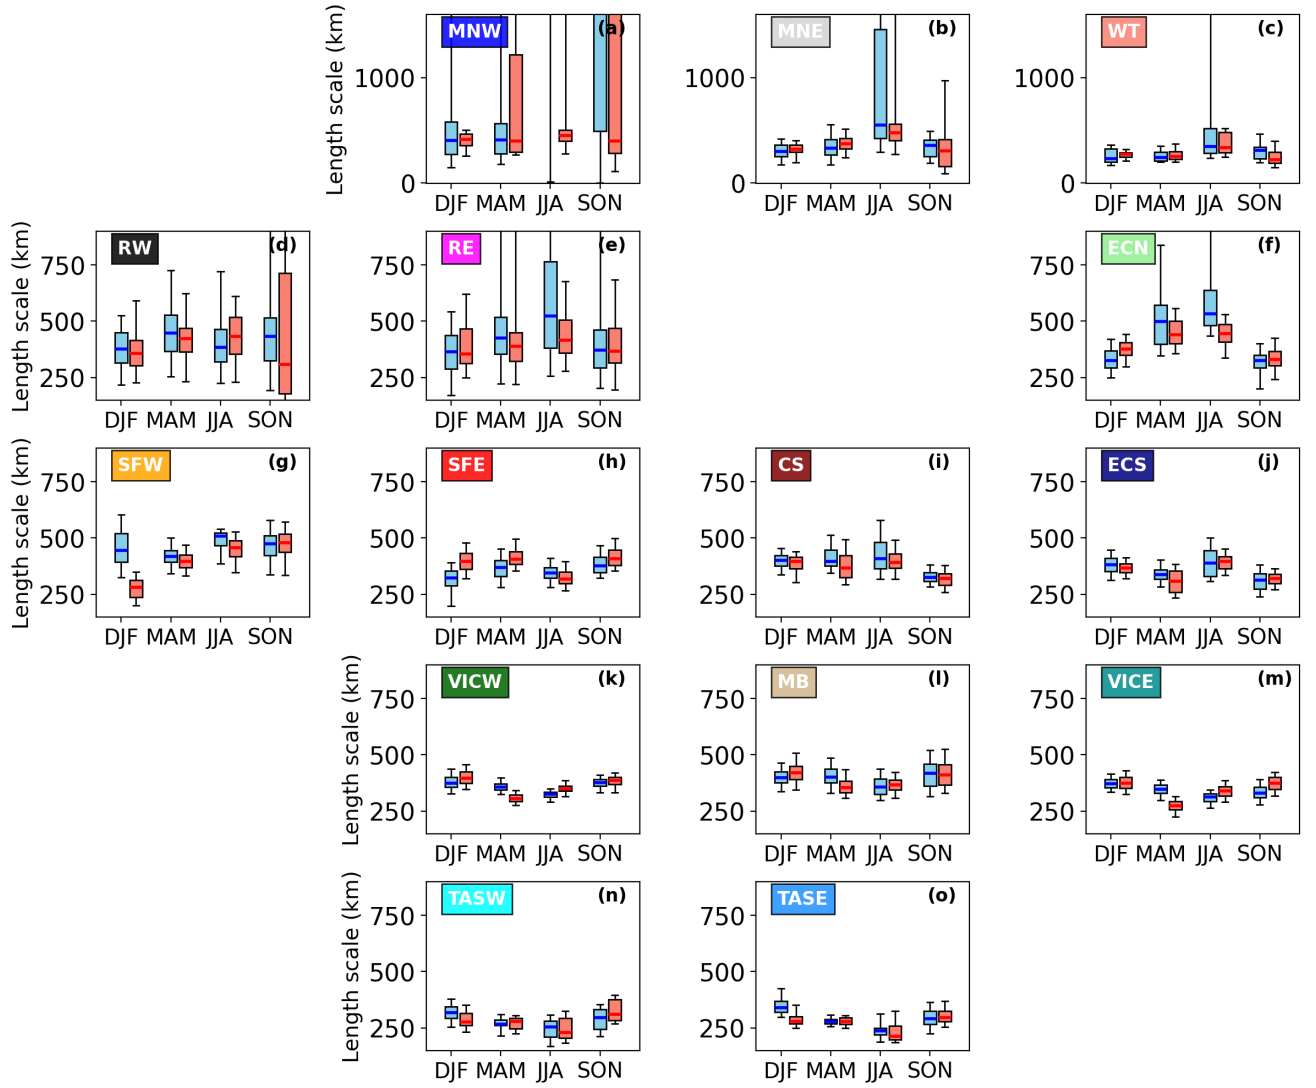 Length scale (km)
MNW
(a)
1000
0
DJF MAM JJA SON
MNE
(b)
1000
0
DJF MAM JJA SON
WT
(c)
1000
0
DJF MAM JJA SON
Length scale (km)
RW
(d)
750
500
250
DJF MAM JJA SON
Length scale (km)
RE
(e)
750
500
250
DJF MAM JJA SON
ECN
(f)
750
500
250
DJF MAM JJA SON
Length scale (km)
SFW
(g)
750
500
250
DJF MAM JJA SON
SFE
(h)
750
500
250
DJF MAM JJA SON
CS
(i)
750
500
250
DJF MAM JJA SON
ECS
(j)
750
500
250
DJF MAM JJA SON
Length scale (km)
VICW
(k)
750
500
250
DJF MAM JJA SON
MB
(l)
750
500
250
DJF MAM JJA SON
VICE
(m)
750
500
250
DJF MAM JJA SON
Length scale (km)
TASW
(n)
750
500
250
DJF MAM JJA SON
TASE
(o)
750
500
250
DJF MAM JJA SON